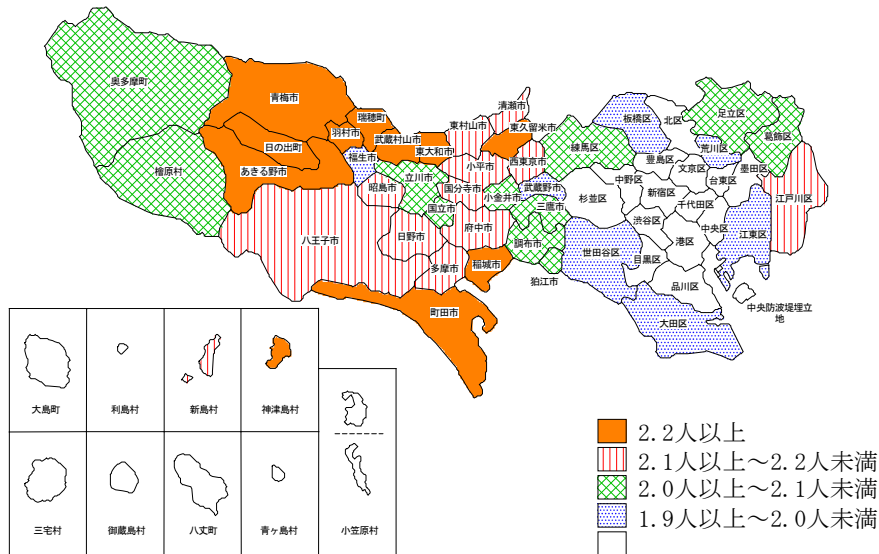 奥多摩町
檜原村
青梅市
瑞穂町
羽村市
日の出町
あきる野市
福生市
武蔵村山市
東大和市
東村山市
清瀬市
東久留米市
西東京市
小平市
立川市
昭島市
国分寺市
小金井市
武蔵野市
三鷹市
国立市
府中市
調布市
狛江市
八王子市
日野市
多摩市
稲城市
町田市
板橋区
北区
足立区
葛飾区
荒川区
練馬区
豊島区
文京区
台東区
墨田区
中野区
新宿区
千代田区
杉並区
渋谷区
中央区
江東区
江戸川区
港区
世田谷区
目黒区
品川区
大田区
中央防波堤埋立
地
大島町
利島村
新島村
神津島村
三宅村
御蔵島村
八丈町
青ヶ島村
小笠原村
2.2人以上
2.1人以上～2.2人未満
2.0人以上～2.1人未満
1.9人以上～2.0人未満